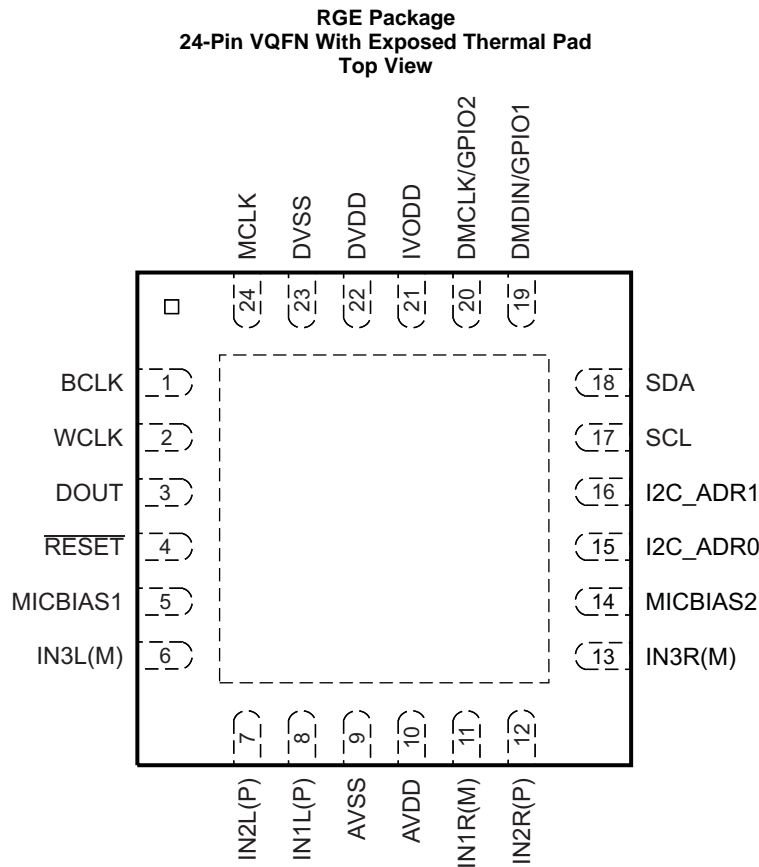 RGE Package
24-Pin VQFN With Exposed Thermal Pad
Top View
MCLK
DVSS
DVDD
IVODD
DMCLK/GPIO2
DMDIN/GPIO1
24
23
22
21
20
19
BCLK 1
18 SDA
WCLK 2
17 SCL
DOUT 3
16 I2C_ADR1
RESET 4
15 I2C_ADR0
MICBIAS1 5
14 MICBIAS2
IN3L(M) 6
13 IN3R(M)
7
8
9
10
11
12
IN2L(P)
IN1L(P)
AVSS
AVDD
IN1R(M)
IN2R(P)